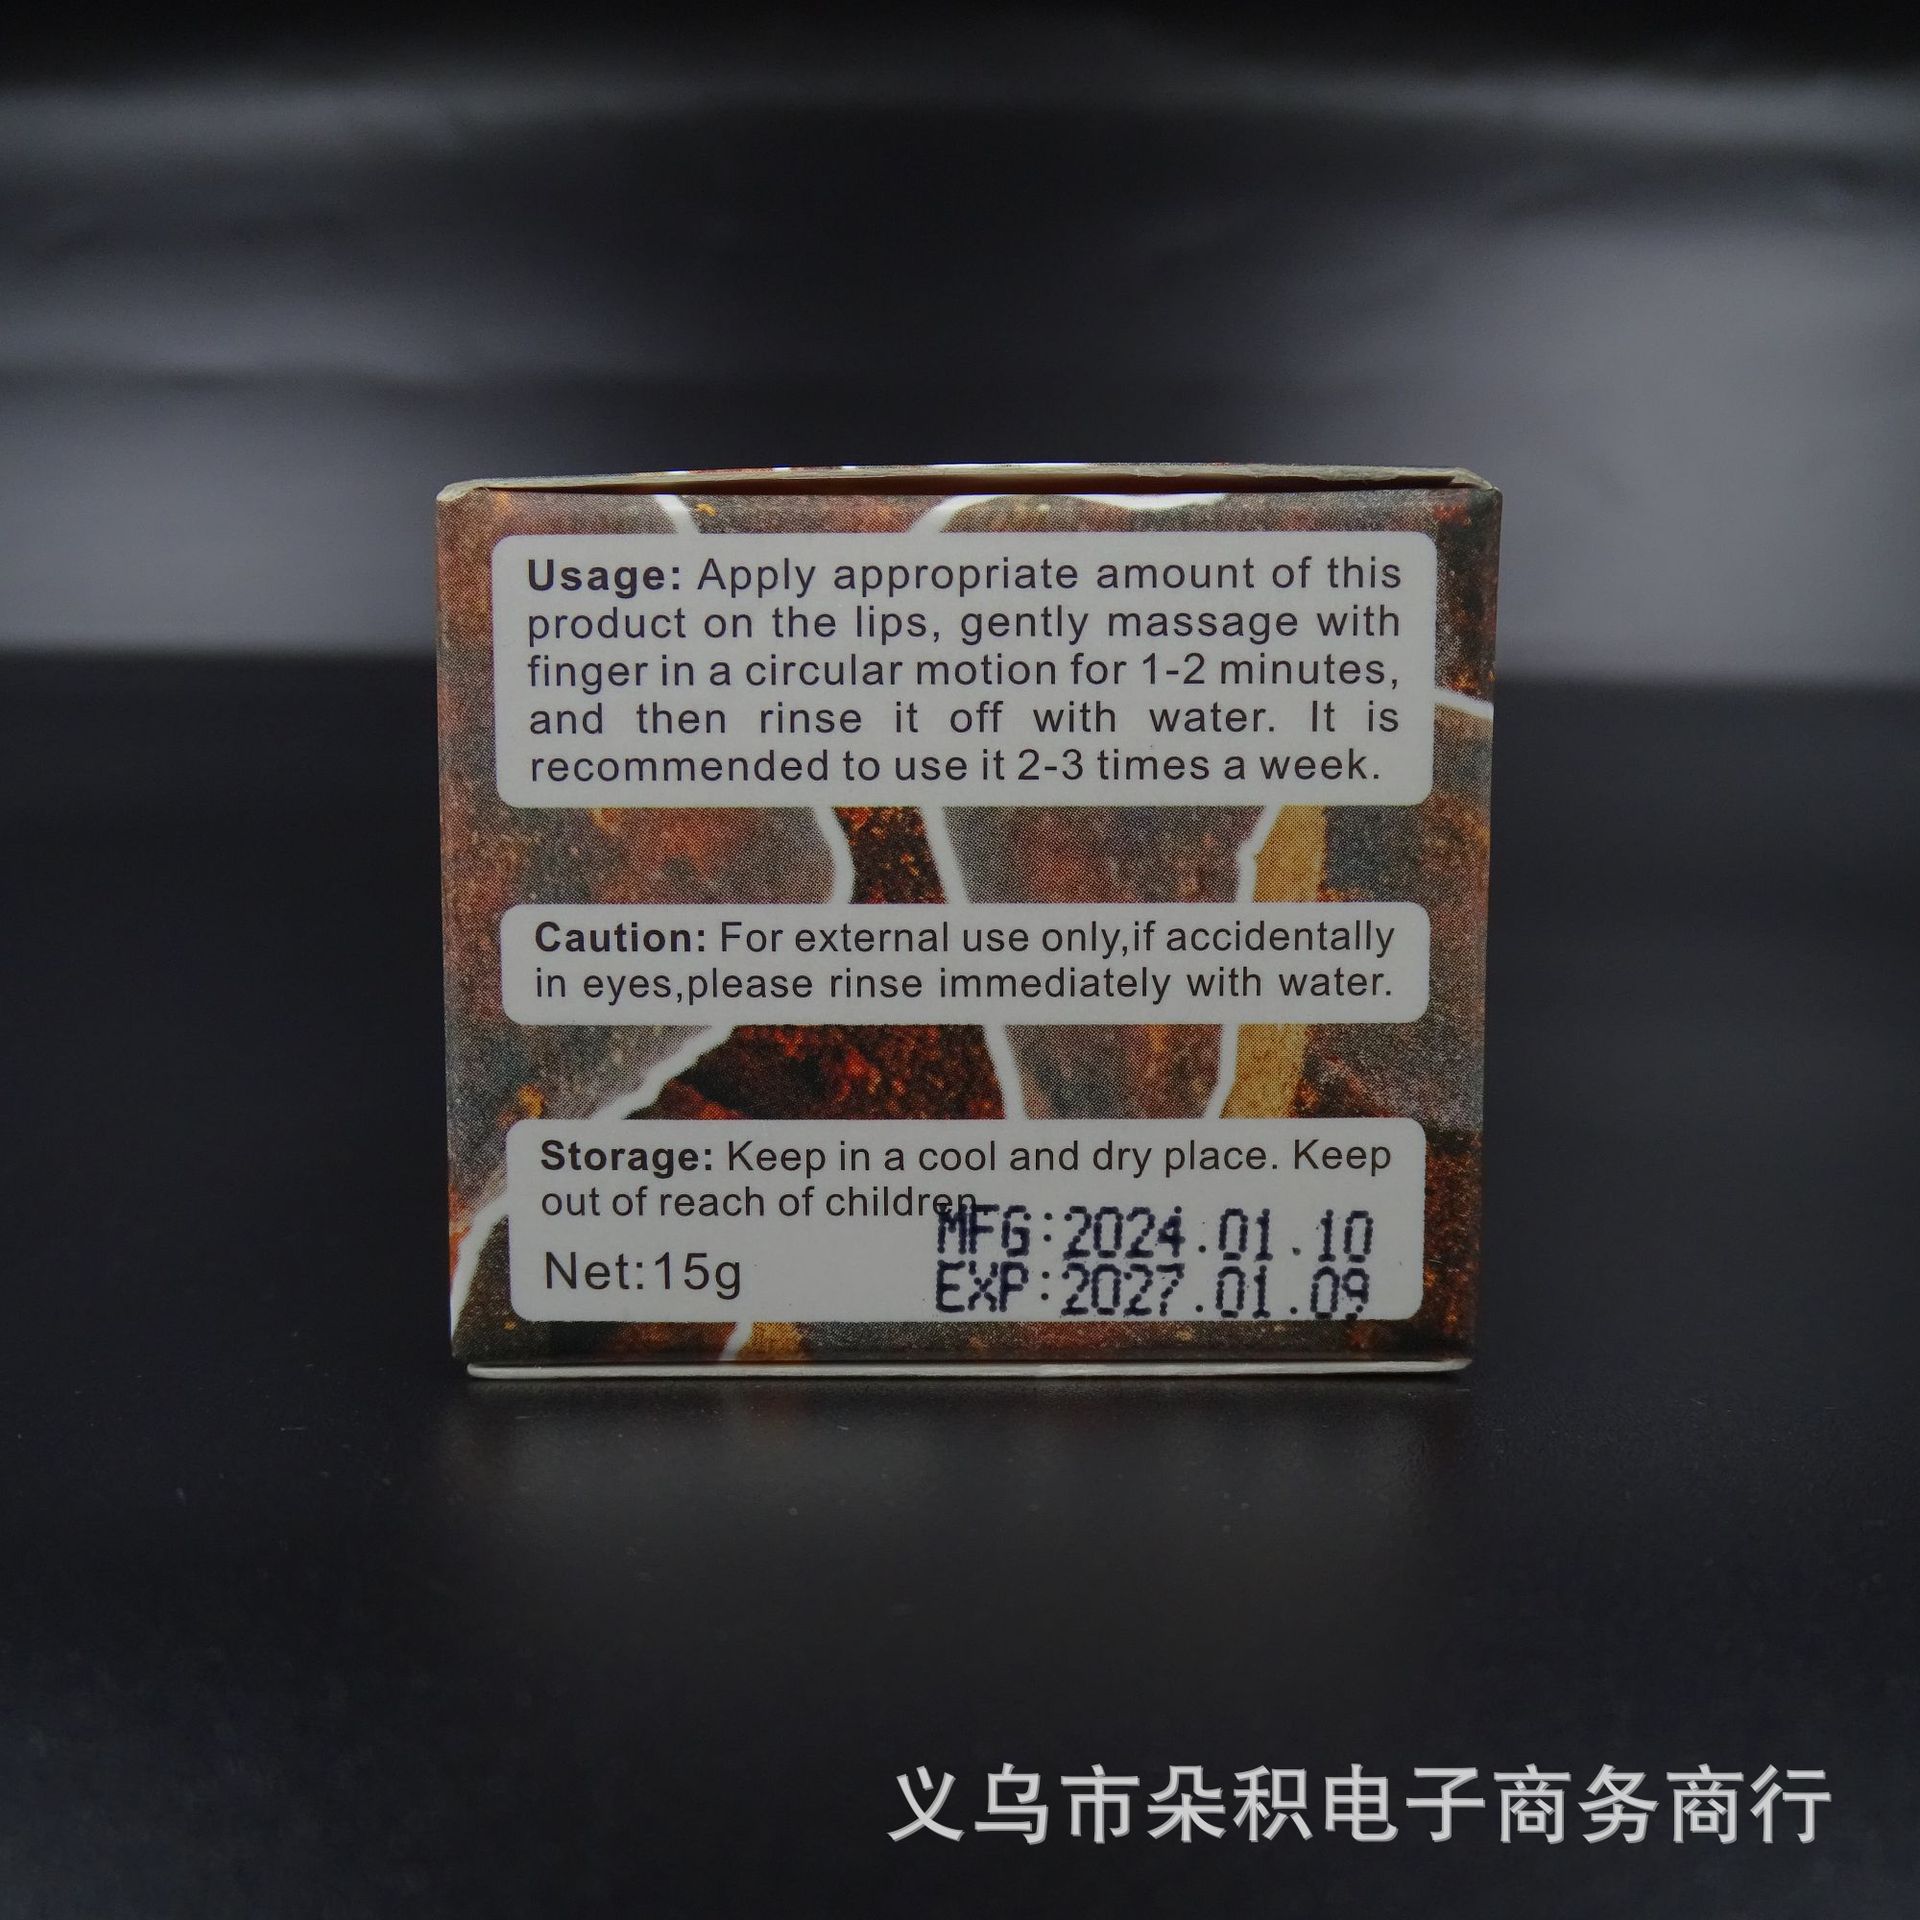 Usage: Apply appropriate amount of this
product on the lips, gently massage with
finger in a circular motion for 1-2 minutes,
and then rinse it off with water. It is
recommended to use it 2-3 times a week.
Caution: For external use only,if accidentally
in eyes,please rinse immediately with water.
Storage: Keep in a cool and dry place. Keep
out of reach of children
MFG:2024.01.10
Net:15g
EXP:2027.01.09
义乌市朵积电子商务商行